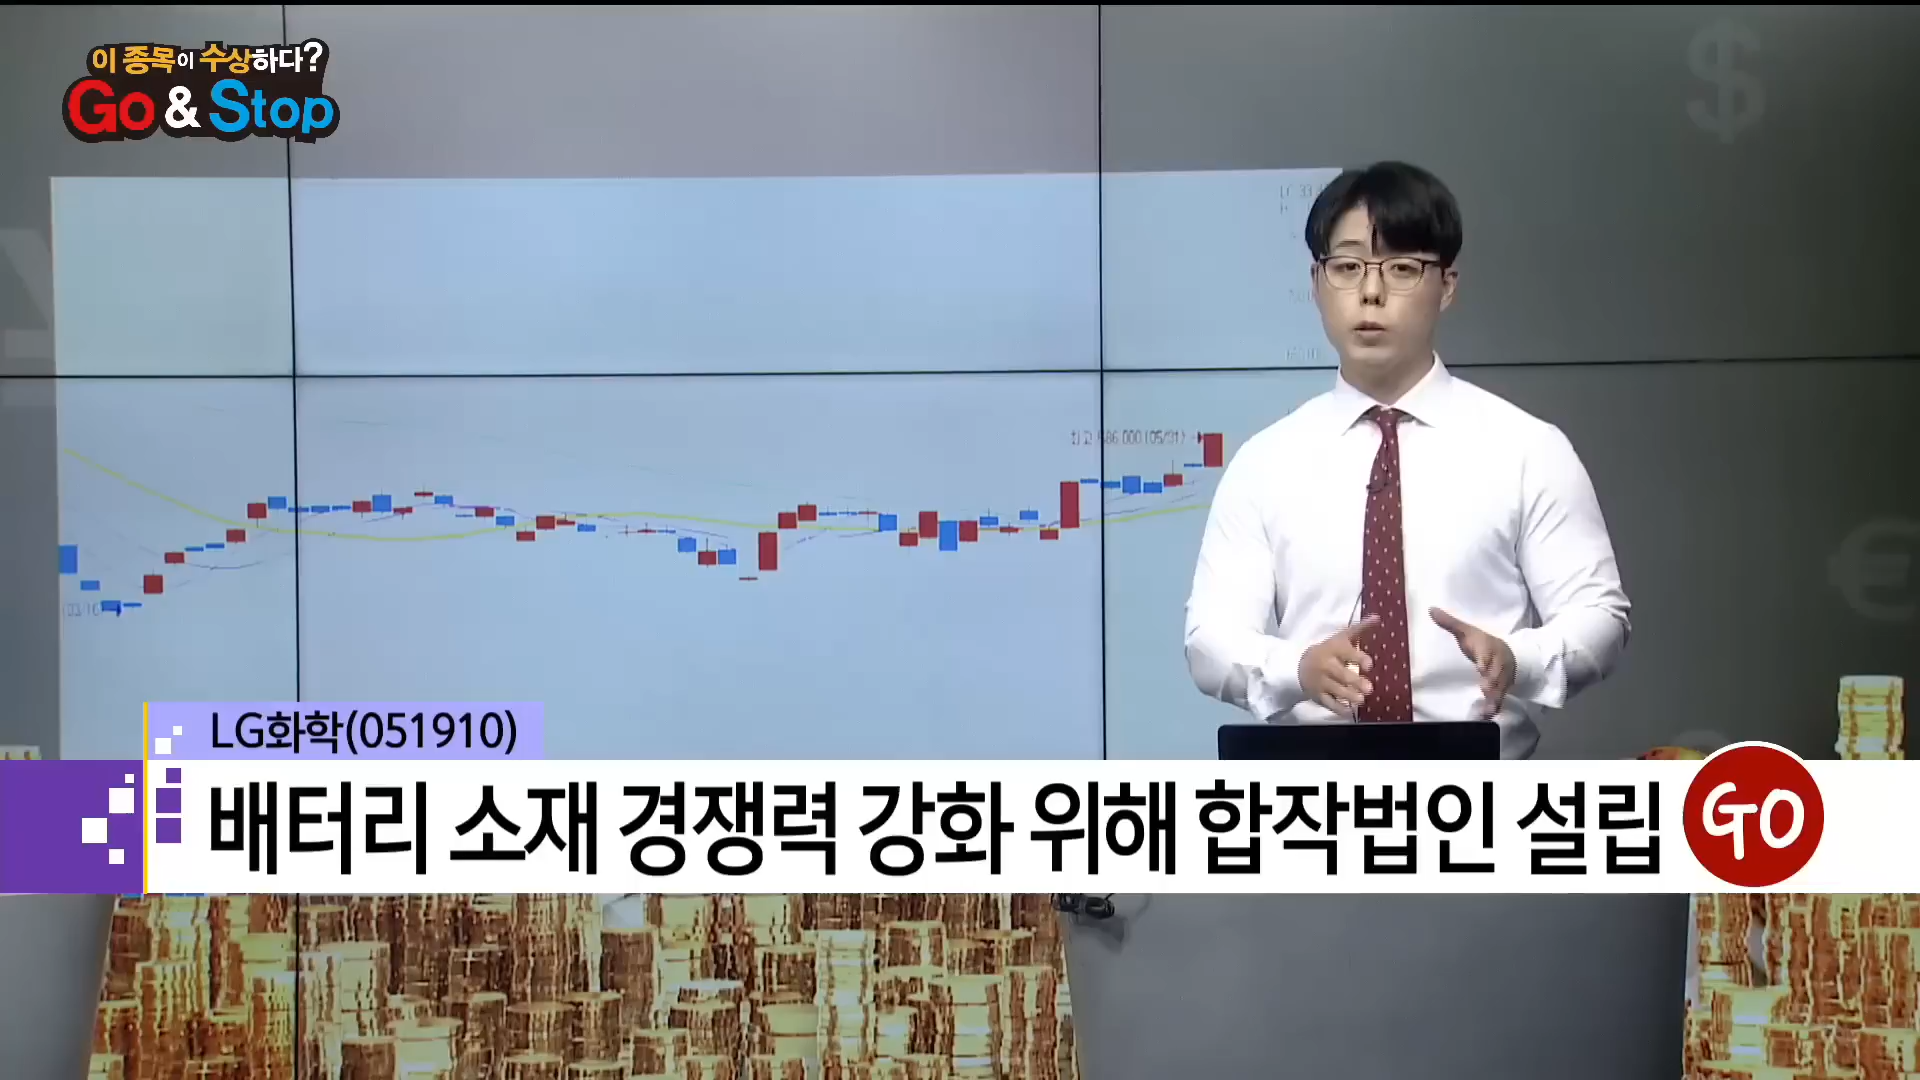 이 종목이 수상하다?
Go & Stop
LG화학(051910)
배터리 소재 경쟁력 강화 위해 합작법인 설립
GO